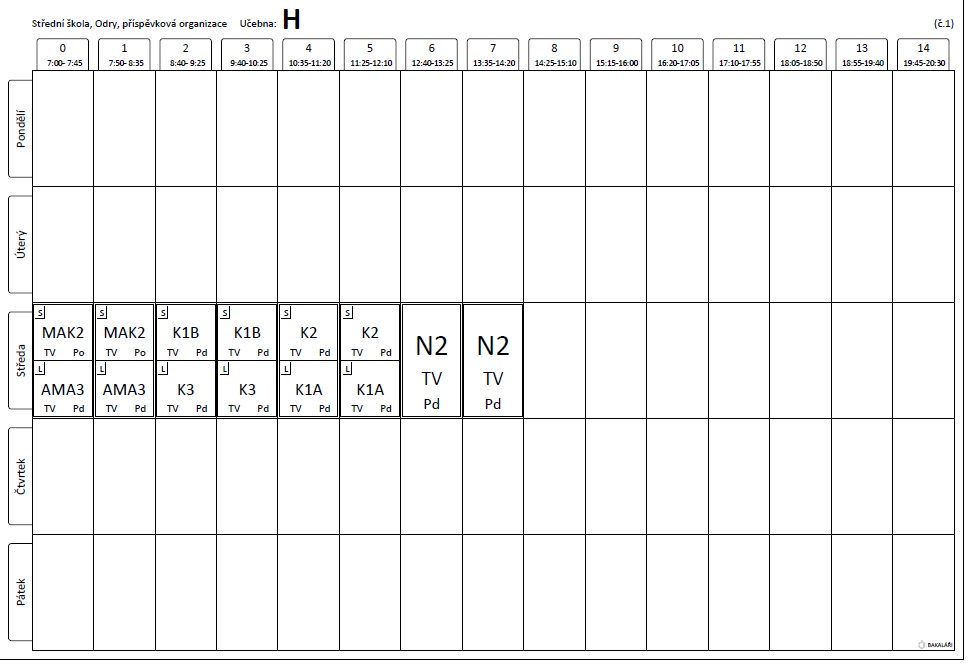 Střední škola, Odry, příspěvková organizace Učebna: H (č.1)
0 1 2 3 4 5 6 7 8 9 10 11 12 13 14
7:00- 7:45 7:50- 8:35 8:40- 9:25 9:40-10:25 10:35-11:20 11:25-12:10 12:40-13:25 13:35-14:20 14:25-15:10 15:15-16:00 16:20-17:05 17:10-17:55 18:05-18:50 18:55-19:40 19:45-20:30
Pondělí
Úterý
Středa
S S S S S S
MAK2 MAK2 K1B K1B K2 K2 N2 N2
TV Po TV Po TV Pd TV Pd TV Pd TV Pd TV TV
L L L L L L
AMA3 AMA3 K3 K3 K1A K1A Pd Pd
TV Pd TV Pd TV Pd TV Pd TV Pd TV Pd
Čtvrtek
Pátek
BAKALÁŘI